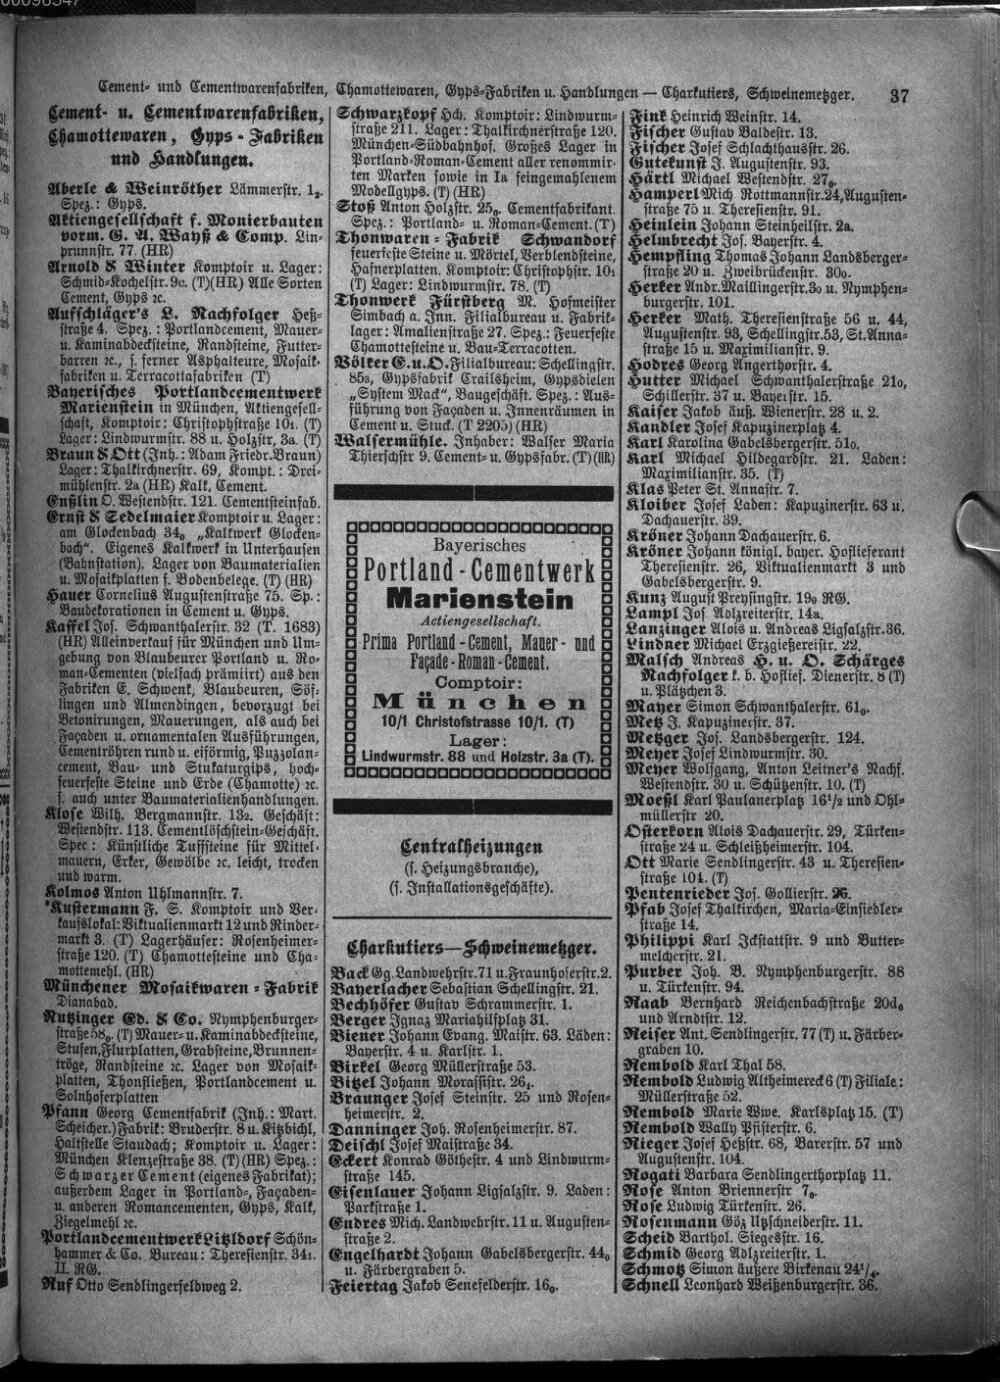 Cement- und Cementwarenfabriken, Chamottewaren, Gyps-Fabriken u. Handlungen — Charkutiers, Schweinemetzger. 37
Cement- u. Cementwarenfabriken,
Chamottewaren, Gyps-Fabriken
und Handlungen.
Aberle & Weinröther Lämmerstr. 1₂.
Spez.: Gyps.
Aktiengesellschaft f. Monierbauten
vorm. G. A. Wayß & Comp. Lin-
prunnstr. 77. (HR)
Arnold & Winter Komptoir u. Lager:
Schmid-Kochelstr. 9c. (T)(HR) Alle Sorten
Cement, Gyps ꝛc.
Aufschläger's L. Nachfolger Heß-
straße 4. Spez.: Portlandcement, Mauer-
u. Kaminabdecksteine, Randsteine, Futter-
barren ꝛc., s. ferner Asphalteure, Mosaik-
fabriken u. Terracottafabriken (T)
Bayerisches Portlandcementwerk
Marienstein in München, Aktiengesell-
schaft, Komptoir: Christophstraße 10₁. (T)
Lager: Lindwurmstr. 88 u. Holzstr, 3a. (T)
Braun & Ott (Inh.: Adam Friedr. Braun)
Lager: Thalkirchnerstr. 69, Kompt.: Drei-
mühlenstr. 2a (HR) Kalk, Cement.
Enßlin O. Westendstr. 121. Cementsteinfab.
Ernst & Sedelmaier Komptoir u. Lager:
am Glockenbach 34₀ „Kalkwerk Glocken-
bach". Eigenes Kalkwerk in Unterhausen
(Bahnstation). Lager von Baumaterialien
u. Mosaikplatten f. Bodenbelege. (T) (HR)
Hauer Cornelius Augustenstraße 75. Sp.:
Baudekorationen in Cement u. Gyps.
Kaffel Jos. Schwanthalerstr. 32 (T. 1683)
(HR) Alleinverkauf für München und Um-
gebung von Blaubeurer Portland u. Ro-
man-Cementen (vielfach prämiirt) aus den
Fabriken E. Schwenk, Blaubeuren, Söf-
lingen und Almendingen, bevorzugt bei
Betonirungen, Mauerungen, als auch bei
Façaden u. ornamentalen Ausführungen,
Cementröhren rund u. eiförmig, Puzzolan-
cement, Bau- und Stukaturgips, hoch-
feuerfeste Steine und Erde (Chamotte) ꝛc.
s. auch unter Baumaterialienhandlungen.
Klose Wilh. Bergmannstr. 13₂. Geschäft:
Westendstr. 113. Cementlöschstein-Geschäft.
Spec: Künstliche Tuffsteine für Mittel-
mauern, Erker, Gewölbe ꝛc. leicht, trocken
und warm.
Kolmos Anton Uhlmannstr. 7.
*Kustermann F. S. Komptoir und Ver-
kaufslokal: Viktualienmarkt 12 und Rinder-
markt 3. (T) Lagerhäuser: Rosenheimer-
straße 120. (T) Chamottesteine und Cha-
mottemehl. (HR)
Münchener Mosaikwaren-Fabrik
Dianabad.
Nutzinger Ed. & Co. Nymphenburger-
straße 58₀. (T) Mauer- u. Kaminabdecksteine,
Stufen, Flurplatten, Grabsteine, Brunnen-
tröge, Randsteine ꝛc. Lager von Mosaik-
platten, Thonfließen, Portlandcement u.
Solnhoferplatten
Pfann Georg Cementfabrik (Inh.: Mart.
Scheicher.) Fabrik: Bruderstr. 8 u. Kitzbichl,
Haltstelle Staudach; Komptoir u. Lager:
München Klenzestraße 38. (T) (HR) Spez.:
Schwarzer Cement (eigenes Fabrikat);
außerdem Lager in Portland-, Façaden-
u. anderen Romancementen, Gyps, Kalk,
Ziegelmehl ꝛc.
Portlandcementwerk Litzldorf Schön-
hammer & Co. Bureau: Theresienstr. 34₁.
II. RG.
Ruf Otto Sendlingerfeldweg 2.
Schwarzkopf Hch. Komptoir: Lindwurm-
straße 211. Lager: Thalkirchnerstraße 120.
München-Südbahnhof. Großes Lager in
Portland-Roman-Cement aller renommir-
ten Marken sowie in Ia feingemahlenem
Modellgyps. (T) (HR)
Stoß Anton Holzstr. 25₀. Cementfabrikant.
Spez.: Portland- u. Roman-Cement. (T)
Thonwaren-Fabrik Schwandorf
feuerfeste Steine u. Mörtel, Verblendsteine,
Hafnerplatten. Komptoir: Christophstr. 10₁
(T) Lager: Lindwurmstr. 78. (T)
Thonwerk Fürstberg M. Hofmeister
Simbach a. Inn. Filialbureau u. Fabrik-
lager: Amalienstraße 27. Spez.: Feuerfeste
Chamottesteine u. Bau-Terracotten.
Völker E. u. O. Filialbureau: Schellingstr.
85₃, Gypsfabrik Crailsheim, Gypsdielen
„System Mack", Baugeschäft. Spez.: Aus-
führung von Façaden u. Innenräumen in
Cement u. Stuck. (T 2205) (HR)
Walsermühle. Inhaber: Walser Maria
Thierschstr 9. Cement- u. Gypsfabr. (T) (HR)
Bayerisches
Portland-Cementwerk
Marienstein
Actiengesellschaft.
Prima Portland-Cement, Mauer- und
Façade-Roman-Cement.
Comptoir:
München
10/1 Christofstrasse 10/1. (T)
Lager:
Lindwurmstr. 88 und Holzstr. 3a (T).
Centralheizungen
(s. Heizungsbranche),
(s. Installationsgeschäfte).
Charkutiers—Schweinemetzger.
Back Gg. Landwehrstr. 71 u. Fraunhoferstr. 2.
Bayerlacher Sebastian Schellingstr. 21.
Bechhöfer Gustav Schrammerstr. 1.
Berger Ignaz Mariahilfplatz 31.
Biener Johann Evang. Maistr. 63. Läden:
Bayerstr. 4 u. Karlstr. 1.
Birkel Georg Müllerstraße 53.
Bitzel Johann Morassistr. 26₁.
Braunger Josef Steinstr. 25 und Rosen-
heimerstr. 2.
Danninger Joh. Rosenheimerstr. 87.
Deischl Josef Maistraße 34.
Eckert Konrad Göthestr. 4 und Lindwurm-
straße 145.
Eisenlauer Johann Ligsalzstr. 9. Laden:
Parkstraße 1.
Endres Mich. Landwehrstr. 11 u. Augusten-
straße 2.
Engelhardt Johann Gabelsbergerstr. 44₀
u. Färbergraben 5.
Feiertag Jakob Senefelderstr. 16₀.
Fink Heinrich Weinstr. 14.
Fischer Gustav Baldestr. 13.
Fischer Josef Schlachthausstr. 26.
Gutekunst J. Augustenstr. 93.
Härtl Michael Westendstr. 27₀.
Hamperl Mich Rottmannstr. 24, Augusten-
straße 75 u. Theresienstr. 91.
Heinlein Johann Steinheilstr. 2a.
Helmbrecht Jos. Bayerstr. 4.
Hempfling Thomas Johann Landsberger-
straße 20 u. Zweibrückenstr. 30₀.
Herker Andr. Maillingerstr. 3₀ u. Nymphen-
burgerstr. 101.
Herker Math. Theresienstraße 56 u. 44,
Augustenstr. 93, Schellingstr. 53, St. Anna-
straße 15 u. Maximilianstr. 9.
Hodres Georg Angerthorstr. 4.
Hutter Michael Schwanthalerstraße 21₀,
Schillerstr. 37 u. Bayerstr. 15.
Kaiser Jakob äuß. Wienerstr. 28 u. 2.
Kandler Josef Kapuzinerplatz 4.
Karl Karolina Gabelsbergerstr. 51₀.
Karl Michael Hildegardstr. 21. Laden:
Maximilianstr. 35. (T)
Klas Peter St. Annastr. 7.
Kloiber Josef Laden: Kapuzinerstr. 63 u.
Dachauerstr. 39.
Kröner Johann Dachauerstr. 6.
Kröner Johann königl. bayer. Hoflieferant
Theresienstr. 26, Viktualienmarkt 3 und
Gabelsbergerstr. 9.
Kunz August Preysingstr. 19₀ RG.
Lampl Jos. Adlzreiterstr. 14a.
Lanzinger Alois u. Andreas Ligsalzstr. 36.
Lindner Michael Erzgießereistr. 22.
Malsch Andreas H. u. O. Schärges
Nachfolger k. b. Hoflief. Dienerstr. 8 (T)
u. Plätzchen 3.
Mayer Simon Schwanthalerstr. 61₀.
Metz J. Kapuzinerstr. 37.
Metzger Jos. Landsbergerstr. 124.
Meyer Josef Lindwurmstr. 30.
Meyer Wolfgang, Anton Leitner's Nachf.
Westendstr. 30 u. Schützenstr. 10. (T)
Moeßl Karl Paulanerplatz 16½ und Ohl-
müllerstr 20.
Osterkorn Alois Dachauerstr. 29, Türken-
straße 24 u. Schleißheimerstr. 104.
Ott Marie Sendlingerstr. 43 u. Theresien-
straße 104. (T)
Pentenrieder Jos. Gollierstr. 26.
Pfab Josef Thalkirchen, Maria-Einsiedler-
straße 14.
Philippi Karl Ickstattstr. 9 und Butter-
melcherstr. 21.
Purber Joh. B. Nymphenburgerstr. 88
u. Türkenstr. 94.
Raab Bernhard Reichenbachstraße 20d₀
und Arndtstr. 12.
Reiser Ant. Sendlingerstr. 77 (T) u. Färber-
graben 10.
Rembold Karl Thal 58.
Rembold Ludwig Altheimereck 6 (T) Filiale:
Müllerstraße 52.
Rembold Marie Wwe. Karlsplatz 15. (T)
Rembold Wally Pfisterstr. 6.
Rieger Josef Heßstr. 68, Barerstr. 57 und
Augustenstr. 104.
Rogati Barbara Sendlingerthorplatz 11.
Rose Anton Briennerstr 7₀.
Rose Ludwig Türkenstr. 26.
Rosenmann Göz Utzschneiderstr. 11.
Scheid Barthol. Siegesstr. 16.
Schmid Georg Adlzreiterstr. 1.
Schmotz Simon äußere Birkenau 24¼.
Schnell Leonhard Weißenburgerstr. 36.